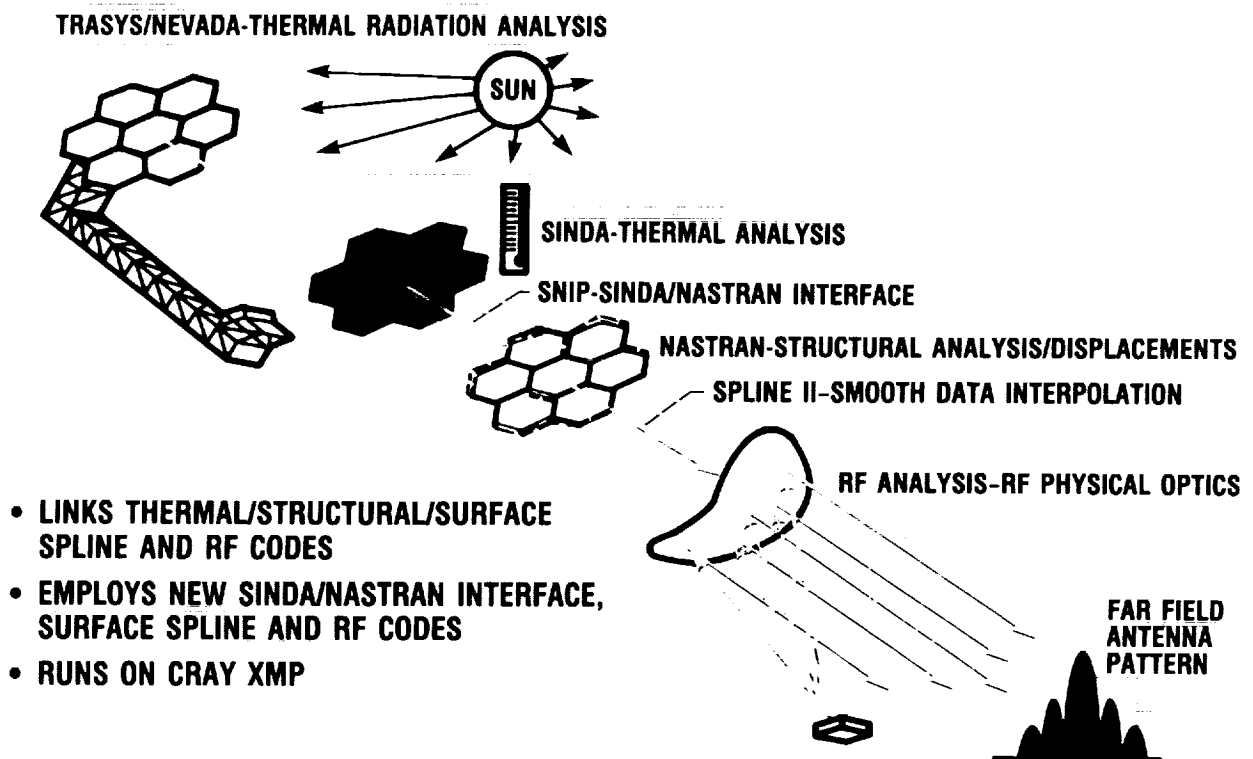 TRASYS/NEVADA-THERMAL RADIATION ANALYSIS
SUN
SINDA-THERMAL ANALYSIS
SNIP-SINDA/NASTRAN INTERFACE
NASTRAN-STRUCTURAL ANALYSIS/DISPLACEMENTS
SPLINE II-SMOOTH DATA INTERPOLATION
RF ANALYSIS-RF PHYSICAL OPTICS
• LINKS THERMAL/STRUCTURAL/SURFACE
SPLINE AND RF CODES
• EMPLOYS NEW SINDA/NASTRAN INTERFACE,
SURFACE SPLINE AND RF CODES
• RUNS ON CRAY XMP
FAR FIELD
ANTENNA
PATTERN